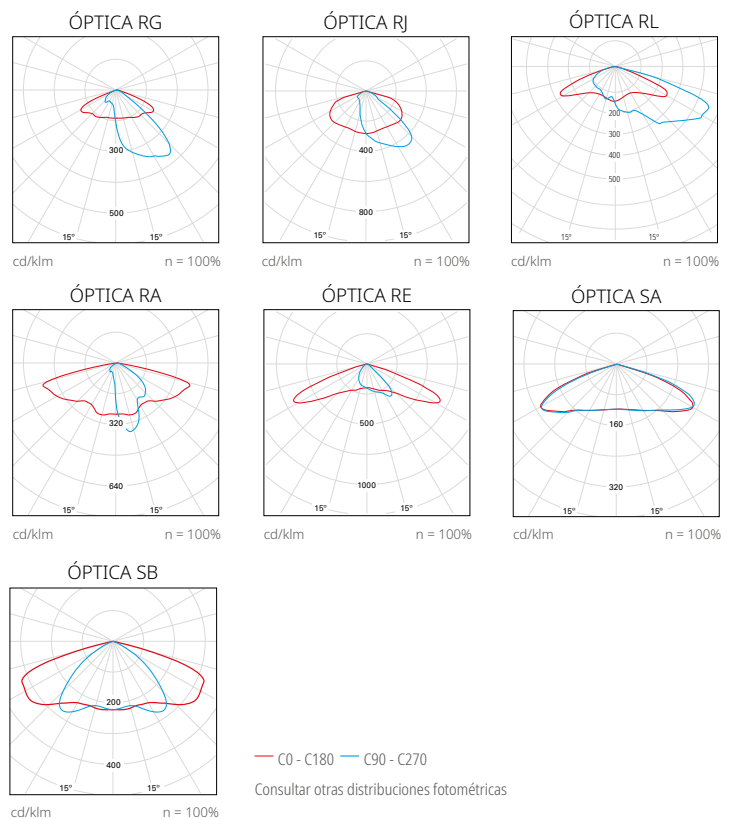 ÓPTICA RG
300
500
15° 15°
cd/klm n = 100%
ÓPTICA RJ
400
800
15° 15°
cd/klm n = 100%
ÓPTICA RL
200
300
400
500
15° 15°
cd/klm n = 100%
ÓPTICA RA
320
640
15° 15°
cd/klm n = 100%
ÓPTICA RE
500
1000
15° 15°
cd/klm n = 100%
ÓPTICA SA
160
320
15° 15°
cd/klm n = 100%
ÓPTICA SB
200
400
15° 15°
cd/klm n = 100%
C0 - C180 C90 - C270
Consultar otras distribuciones fotométricas